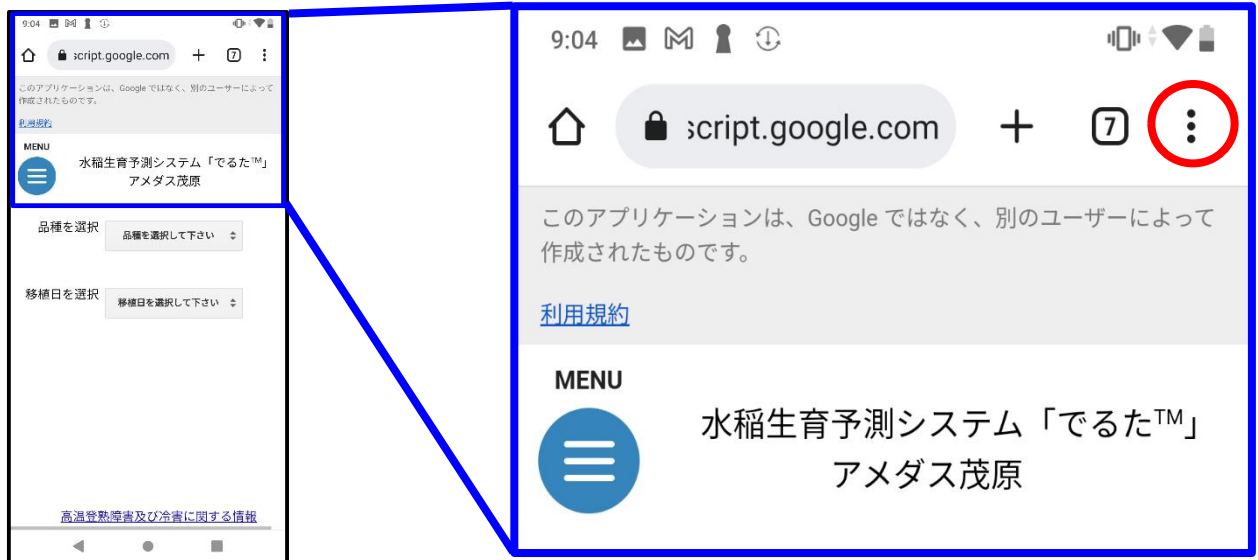 9:04
script.google.com
7
このアプリケーションは、Google ではなく、別のユーザーによって
作成されたものです。
利用規約
MENU
水稲生育予測システム「でるた™」
アメダス茂原
品種を選択
品種を選択して下さい
移植日を選択
移植日を選択して下さい
高温登熟障害及び冷害に関する情報
9:04
script.google.com
7
このアプリケーションは、Google ではなく、別のユーザーによって
作成されたものです。
利用規約
MENU
水稲生育予測システム「でるた™」
アメダス茂原